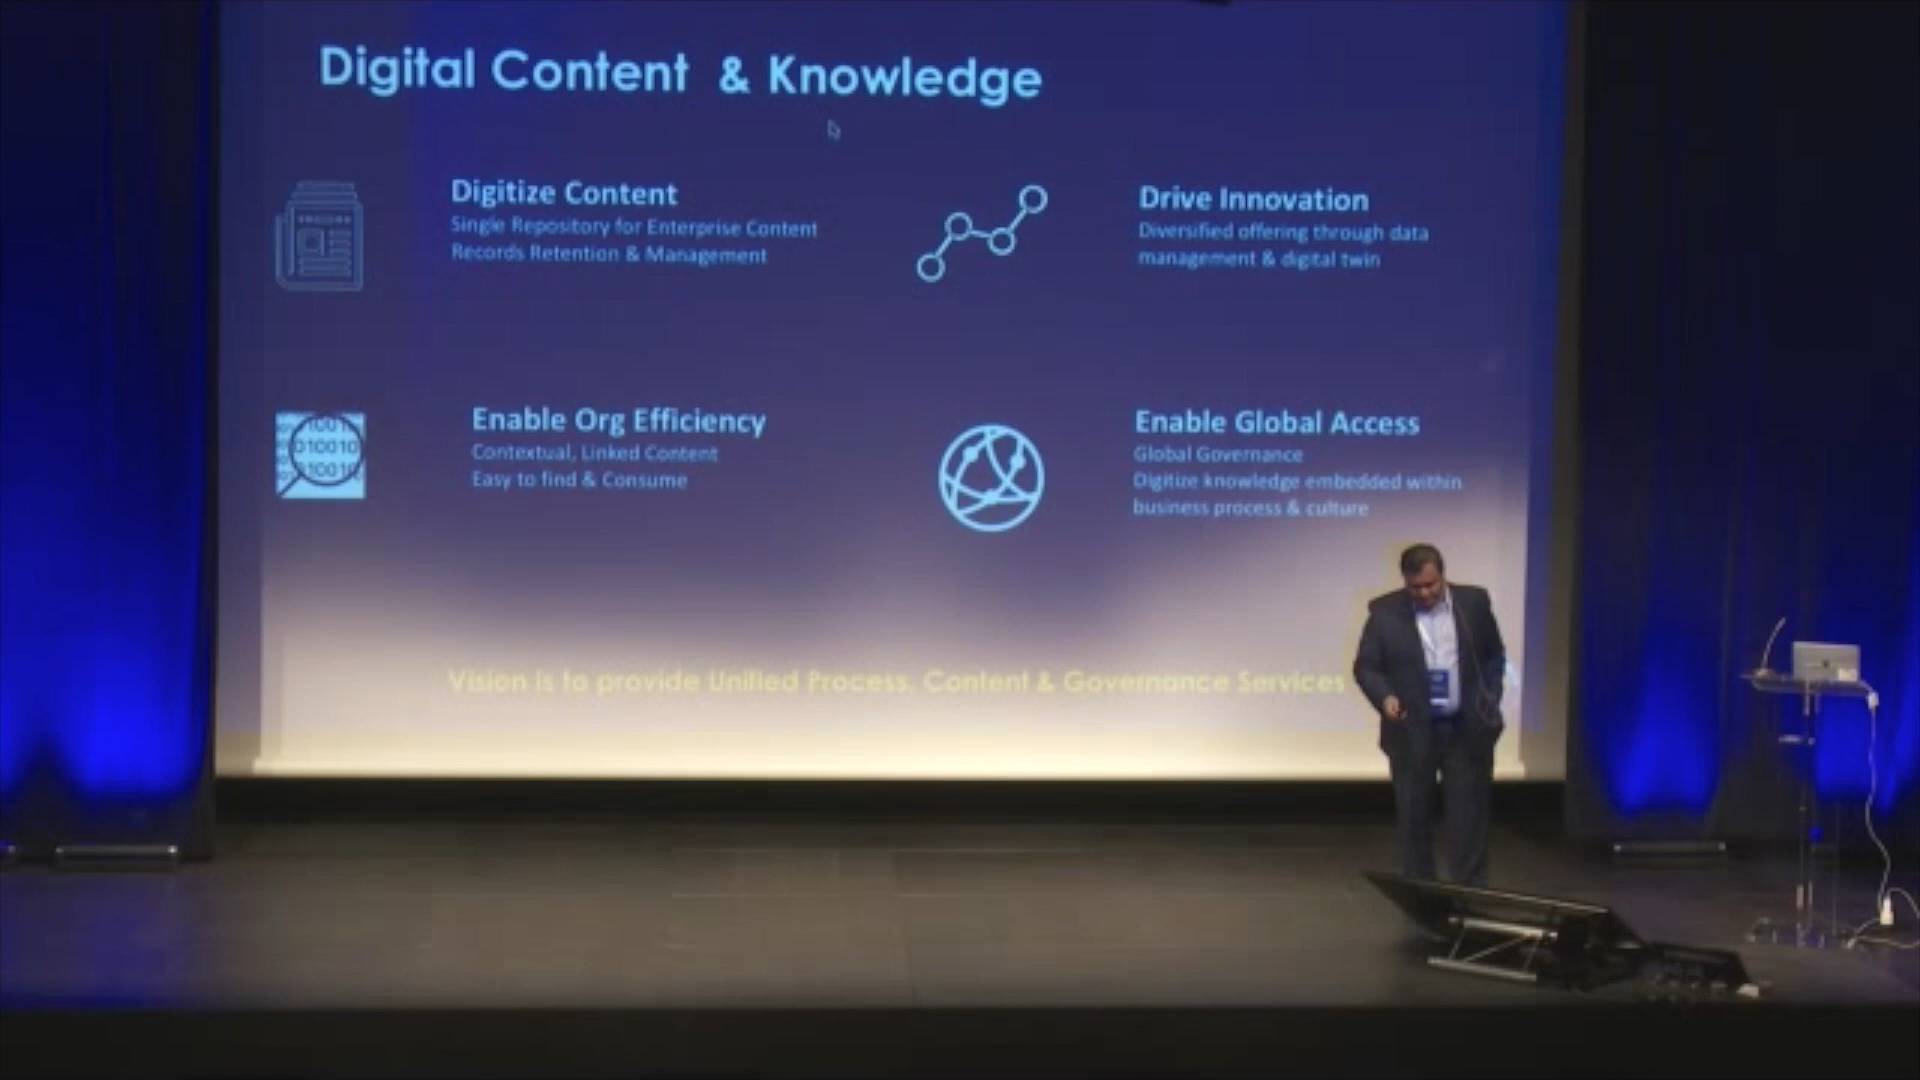 Digital Content & Knowledge
Digitize Content
Single Repository for Enterprise Content
Records Retention & Management
Drive Innovation
Diversified offering through data
management & digital twin
Enable Org Efficiency
Contextual, Linked Content
Easy to find & Consume
Enable Global Access
Global Governance
Digitize knowledge embedded within
business process & culture
010010
Vision is to provide Unified Process, Content & Governance Services